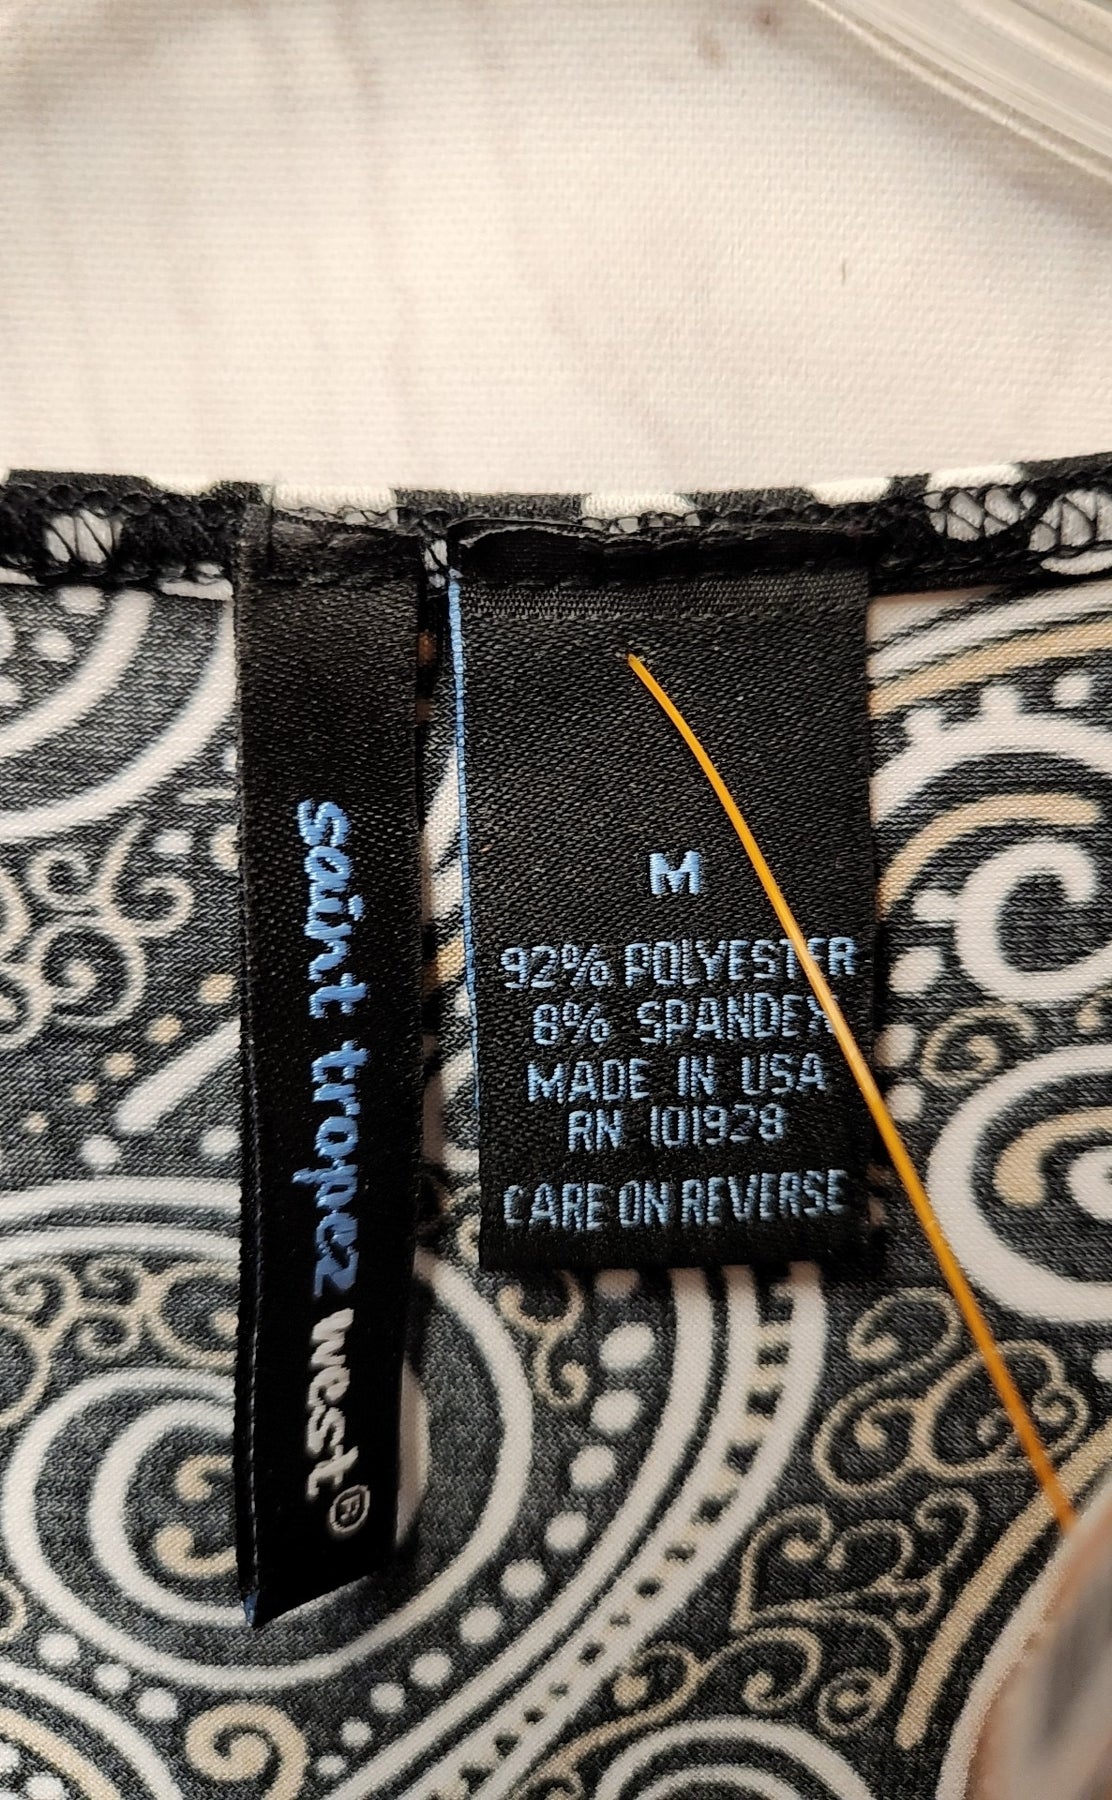 saint tropez west®
M
92% POLYESTER
8% SPANDEX
MADE IN USA
RN 101928
CARE ON REVERSE